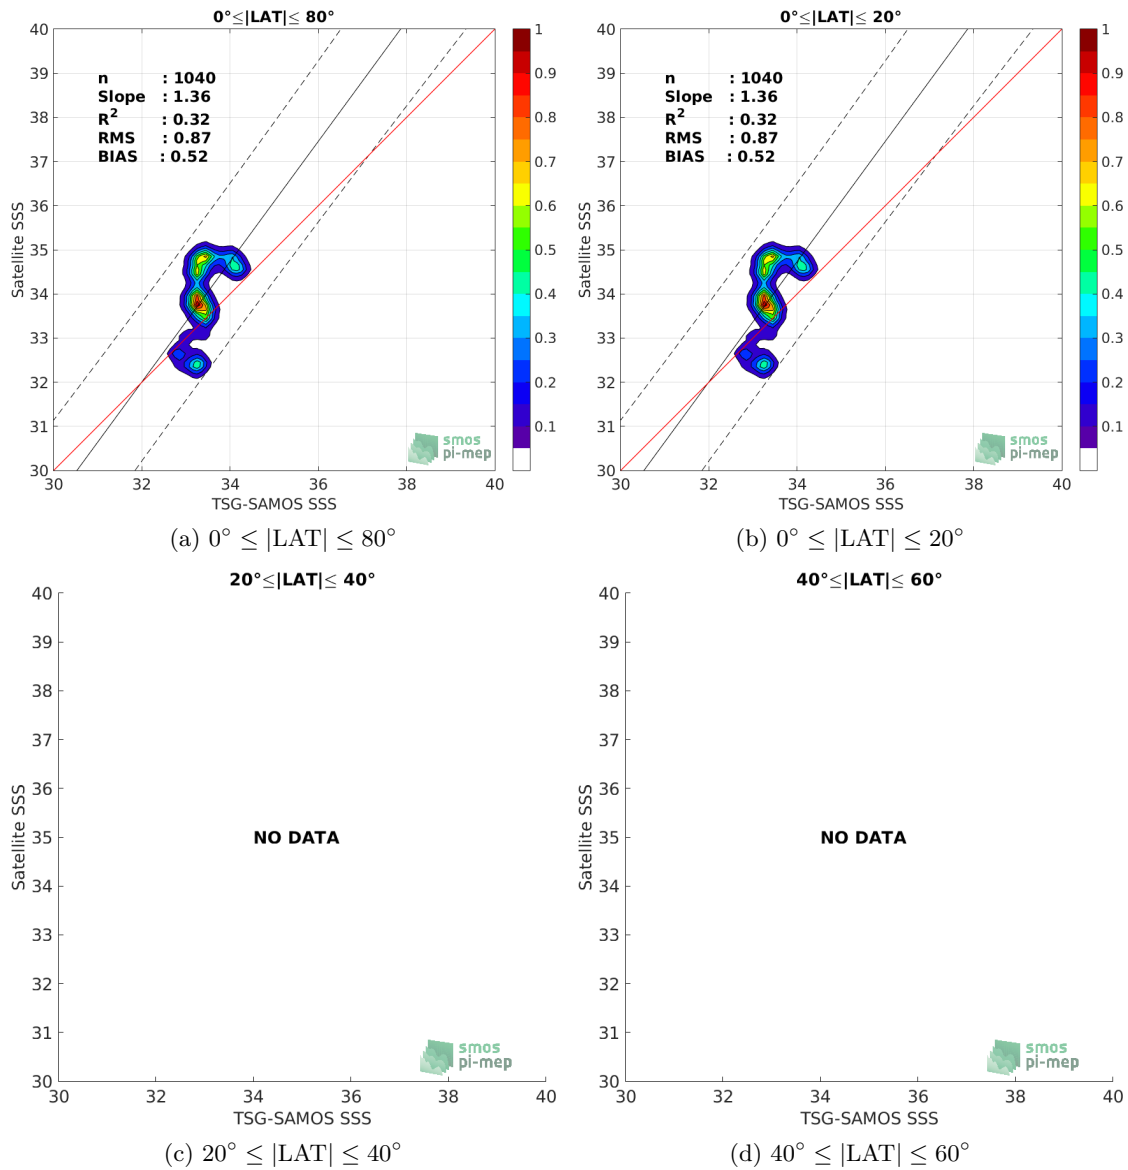 0°≤|LAT|≤ 80°
40
39
38
37
36
35
34
33
32
31
30
Satellite SSS
n : 1040
Slope : 1.36
R² : 0.32
RMS : 0.87
BIAS : 0.52
smos
pi-mep
30 32 34 36 38 40
TSG-SAMOS SSS
1
0.9
0.8
0.7
0.6
0.5
0.4
0.3
0.2
0.1
(a) 0° ≤ |LAT| ≤ 80°
0°≤|LAT|≤ 20°
40
39
38
37
36
35
34
33
32
31
30
Satellite SSS
n : 1040
Slope : 1.36
R² : 0.32
RMS : 0.87
BIAS : 0.52
smos
pi-mep
30 32 34 36 38 40
TSG-SAMOS SSS
1
0.9
0.8
0.7
0.6
0.5
0.4
0.3
0.2
0.1
(b) 0° ≤ |LAT| ≤ 20°
20°≤|LAT|≤ 40°
40
39
38
37
36
35
34
33
32
31
30
Satellite SSS
NO DATA
smos
pi-mep
30 32 34 36 38 40
TSG-SAMOS SSS
(c) 20° ≤ |LAT| ≤ 40°
40°≤|LAT|≤ 60°
40
39
38
37
36
35
34
33
32
31
30
Satellite SSS
NO DATA
smos
pi-mep
30 32 34 36 38 40
TSG-SAMOS SSS
(d) 40° ≤ |LAT| ≤ 60°